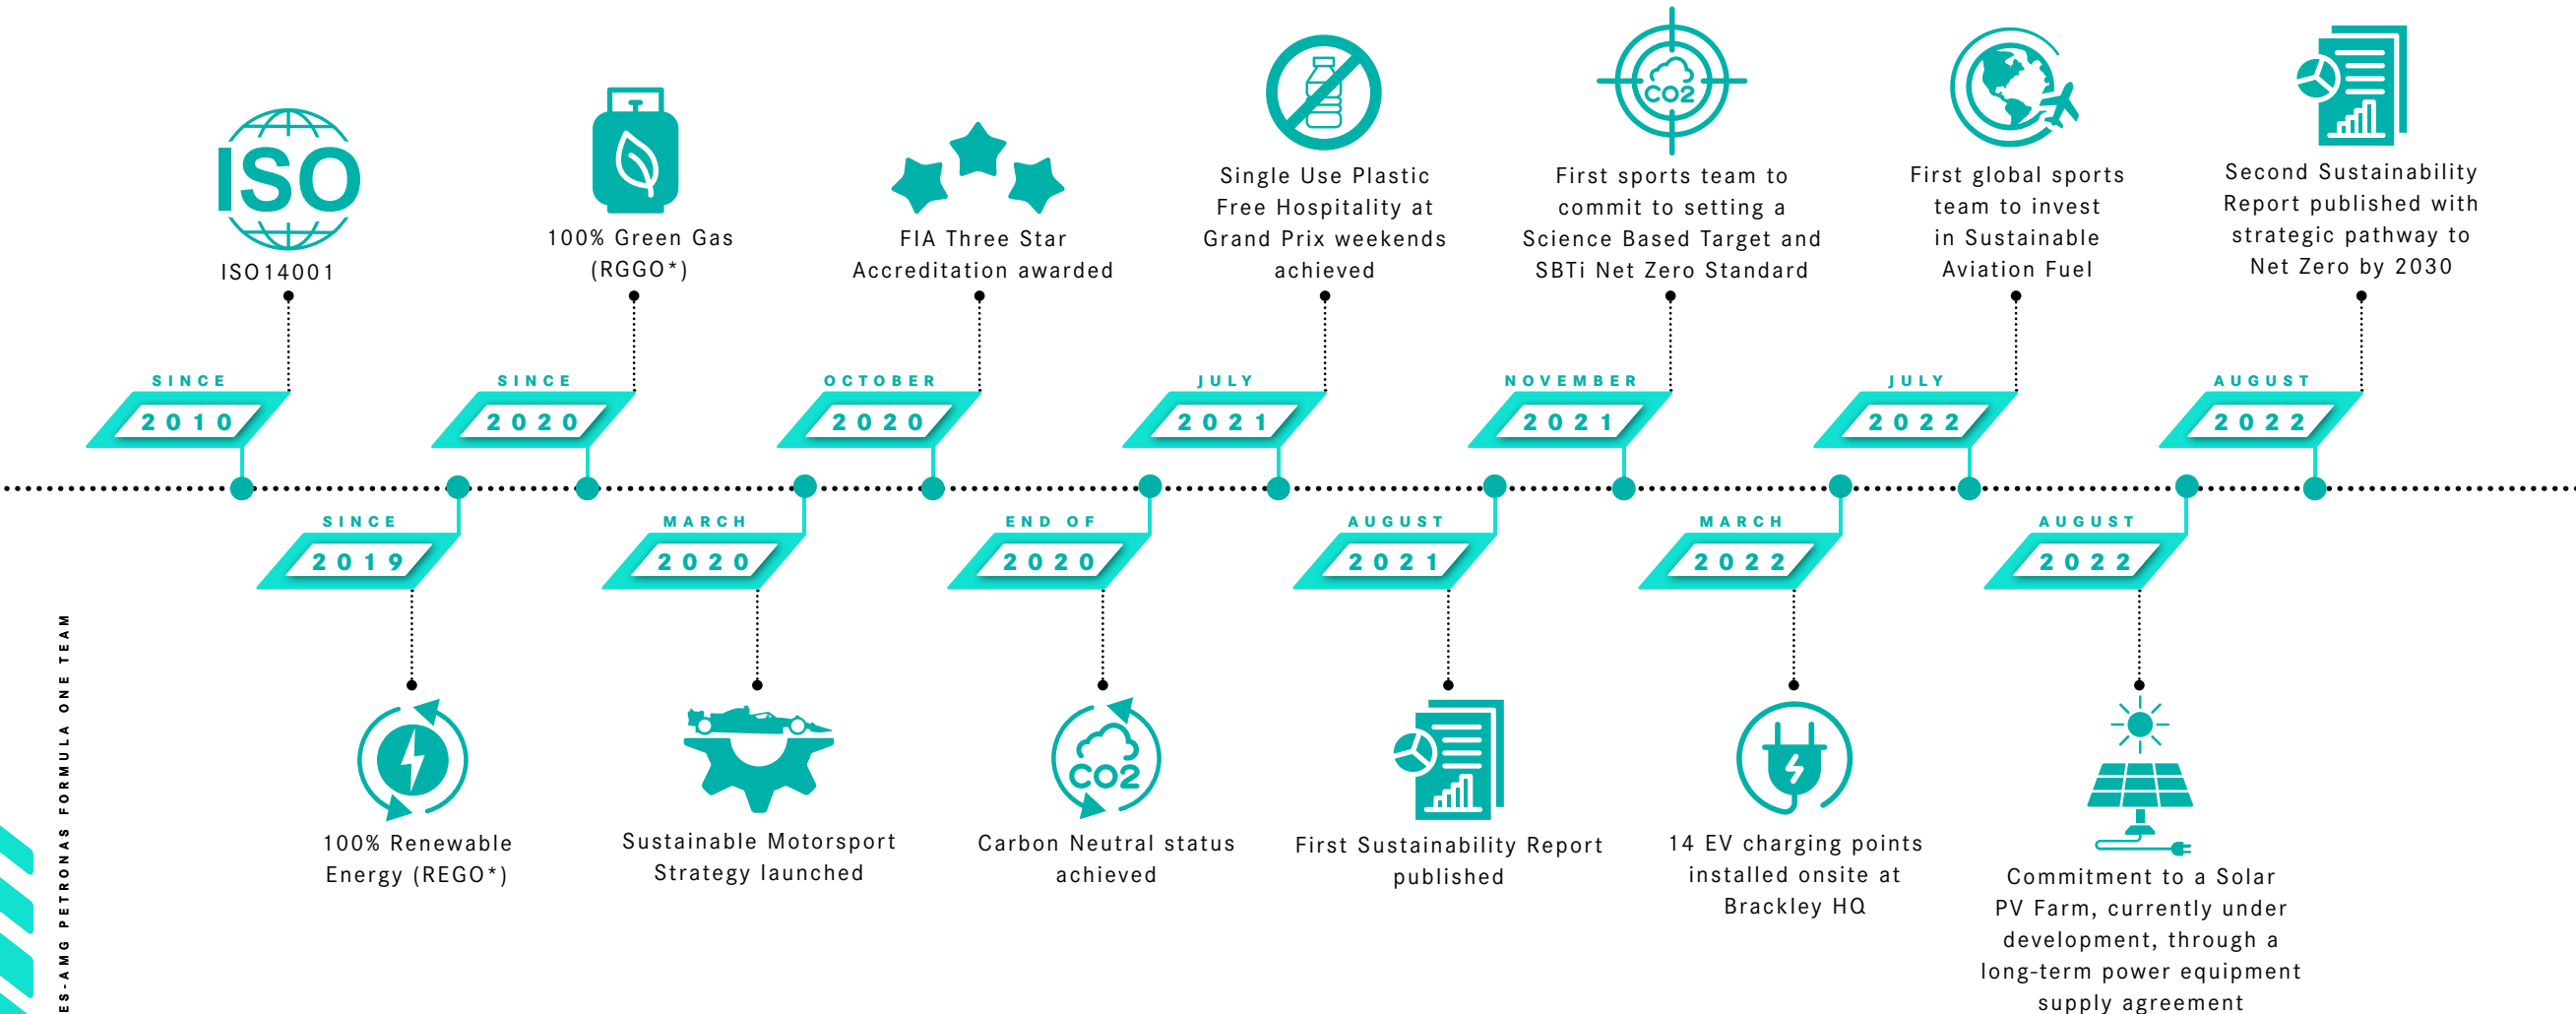 ISO
ISO14001
SINCE
2010
SINCE
2019
100% Renewable
Energy (REGO*)
100% Green Gas
(RGGO*)
SINCE
2020
MARCH
2020
Sustainable Motorsport
Strategy launched
FIA Three Star
Accreditation awarded
OCTOBER
2020
END OF
2020
CO2
Carbon Neutral status
achieved
Single Use Plastic
Free Hospitality at
Grand Prix weekends
achieved
JULY
2021
AUGUST
2021
First Sustainability Report
published
CO2
First sports team to
commit to setting a
Science Based Target and
SBTi Net Zero Standard
NOVEMBER
2021
MARCH
2022
14 EV charging points
installed onsite at
Brackley HQ
First global sports
team to invest
in Sustainable
Aviation Fuel
JULY
2022
AUGUST
2022
Commitment to a Solar
PV Farm, currently under
development, through a
long-term power equipment
supply agreement
Second Sustainability
Report published with
strategic pathway to
Net Zero by 2030
AUGUST
2022
ES-AMG PETRONAS FORMULA ONE TEAM